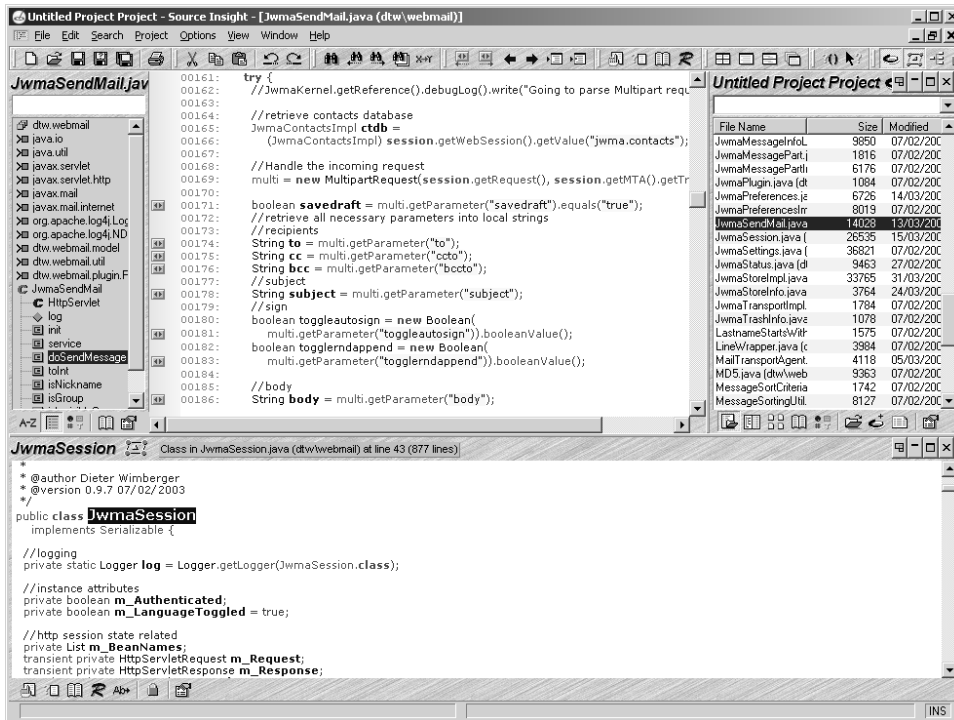 Untitled Project Project - Source Insight - [JwmaSendMail.java (dtw\webmail)]
File Edit Search Project Options View Window Help
JwmaSendMail.jav
dtw.webmail
java.io
java.util
javax.servlet
javax.servlet.http
javax.mail
javax.mail.internet
org.apache.log4j.Log
org.apache.log4j.ND
dtw.webmail.model
dtw.webmail.util
dtw.webmail.plugin.F
JwmaSendMail
HttpServlet
log
init
service
doSendMessage
toInt
isNickname
isGroup
A-Z
00161: try {
00162: //JwmaKernel.getReference().debugLog().write("Going to parse Multipart requ
00163:
00164: //retrieve contacts database
00165: JwmaContactsImpl ctdb =
00166: (JwmaContactsImpl) session.getWebSession().getValue("jwma.contacts");
00167:
00168: //Handle the incoming request
00169: multi = new MultipartRequest(session.getRequest(), session.getMTA().getTr
00170:
00171: boolean savedraft = multi.getParameter("savedraft").equals("true");
00172: //retrieve all necessary parameters into local strings
00173: //recipients
00174: String to = multi.getParameter("to");
00175: String cc = multi.getParameter("ccto");
00176: String bcc = multi.getParameter("bccto");
00177: //subject
00178: String subject = multi.getParameter("subject");
00179: //sign
00180: boolean toggleautosign = new Boolean(
00181: multi.getParameter("toggleautosign")).booleanValue();
00182: boolean togglerndappend = new Boolean(
00183: multi.getParameter("togglerndappend")).booleanValue();
00184:
00185: //body
00186: String body = multi.getParameter("body");
Untitled Project Project
File Name Size Modified
JwmaMessageInfoL 9850 07/02/200
JwmaMessagePart.j 1816 07/02/200
JwmaMessagePartIi 6176 07/02/200
JwmaPlugin.java (dt 1084 07/02/200
JwmaPreferences.ja 6726 14/03/200
JwmaPreferencesIm 8019 07/02/200
JwmaSendMail.java 14028 13/03/200
JwmaSession.java ( 26535 15/03/200
JwmaSettings.java ( 36821 07/02/200
JwmaStatus.java (dt 9463 27/02/200
JwmaStoreImpl.java 33765 31/03/200
JwmaStoreInfo.java 3764 24/03/200
JwmaTransportImpl. 1784 07/02/200
JwmaTrashInfo.java 1078 07/02/200
LastnameStartsWith 1575 07/02/200
LineWrapper.java (c 3984 07/02/200
MailTransportAgent. 4118 05/03/200
MD5.java (dtw\web 9363 07/02/200
MessageSortCriteria 1742 07/02/200
MessageSortingUtil. 8127 07/02/200
JwmaSession Class in JwmaSession.java (dtw\webmail) at line 43 (877 lines)
*
* @author Dieter Wimberger
* @version 0.9.7 07/02/2003
*/
public class JwmaSession
implements Serializable {
//logging
private static Logger log = Logger.getLogger(JwmaSession.class);
//instance attributes
private boolean m_Authenticated;
private boolean m_LanguageToggled = true;
//http session state related
private List m_BeanNames;
transient private HttpServletRequest m_Request;
transient private HttpServletResponse m_Response;
INS